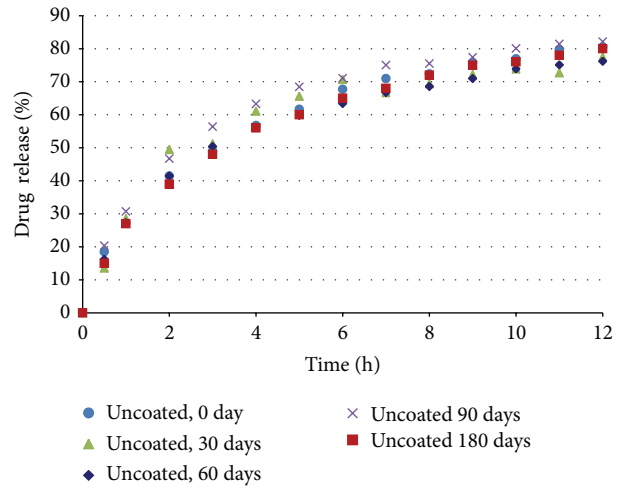 90
80
70
60
50
40
30
20
10
0
Drug release (%)
0 2 4 6 8 10 12
Time (h)
Uncoated, 0 day
Uncoated, 30 days
Uncoated, 60 days
Uncoated 90 days
Uncoated 180 days